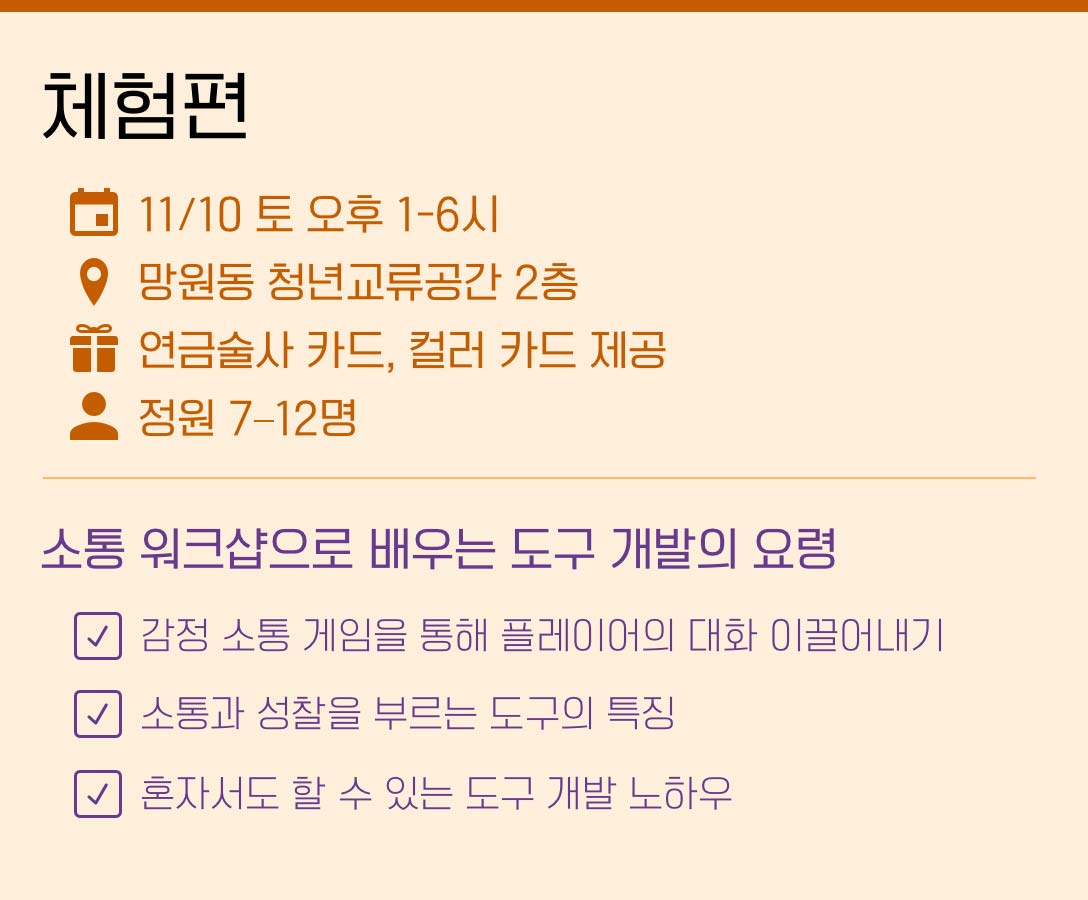 체험편
11/10 토 오후 1-6시
망원동 청년교류공간 2층
연금술사 카드, 컬러 카드 제공
정원 7–12명
소통 워크샵으로 배우는 도구 개발의 요령
감정 소통 게임을 통해 플레이어의 대화 이끌어내기
소통과 성찰을 부르는 도구의 특징
혼자서도 할 수 있는 도구 개발 노하우